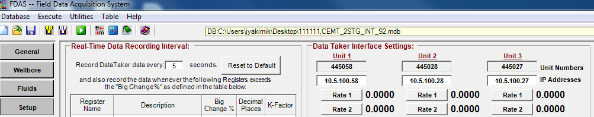 FDAS -- Field Data Acquisition System
Database Execute Utilities Table Help
DB:C:\Users\jyakimik\Desktop\111111,CEMT_2STG_INT_S2.mdb
General
Wellbore
Fluids
Setup
Real-Time Data Recording Interval:
Record DataTaker data every: 5 seconds. Reset to Default
and also record the data whenever the following Registers exceeds
the "Big Change%" as defined in the table below.
Register Name Description Big Change % Decimal Places K-Factor
Data Taker Interface Settings:
Unit 1 Unit 2 Unit 3
445058 445028 445027 Unit Numbers
10.5.100.58 10.5.100.28 10.5.100.27 IP Addresses
Rate 1 0.0000 Rate 1 0.0000 Rate 1 0.0000
Rate 2 0.0000 Rate 2 0.0000 Rate 2 0.0000